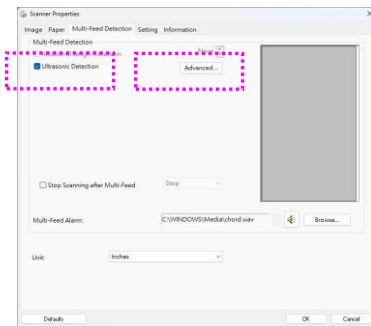 Scanner Properties
Image Paper Multi-Feed Detection Setting Information
Multi-Feed Detection
Ultrasonic Detection
Advanced...
Stop Scanning after Multi-Feed Stop
Multi-Feed Alarm: C:\WINDOWS\Media\chord.wav Browse...
Unit: Inches
Defaults OK Cancel